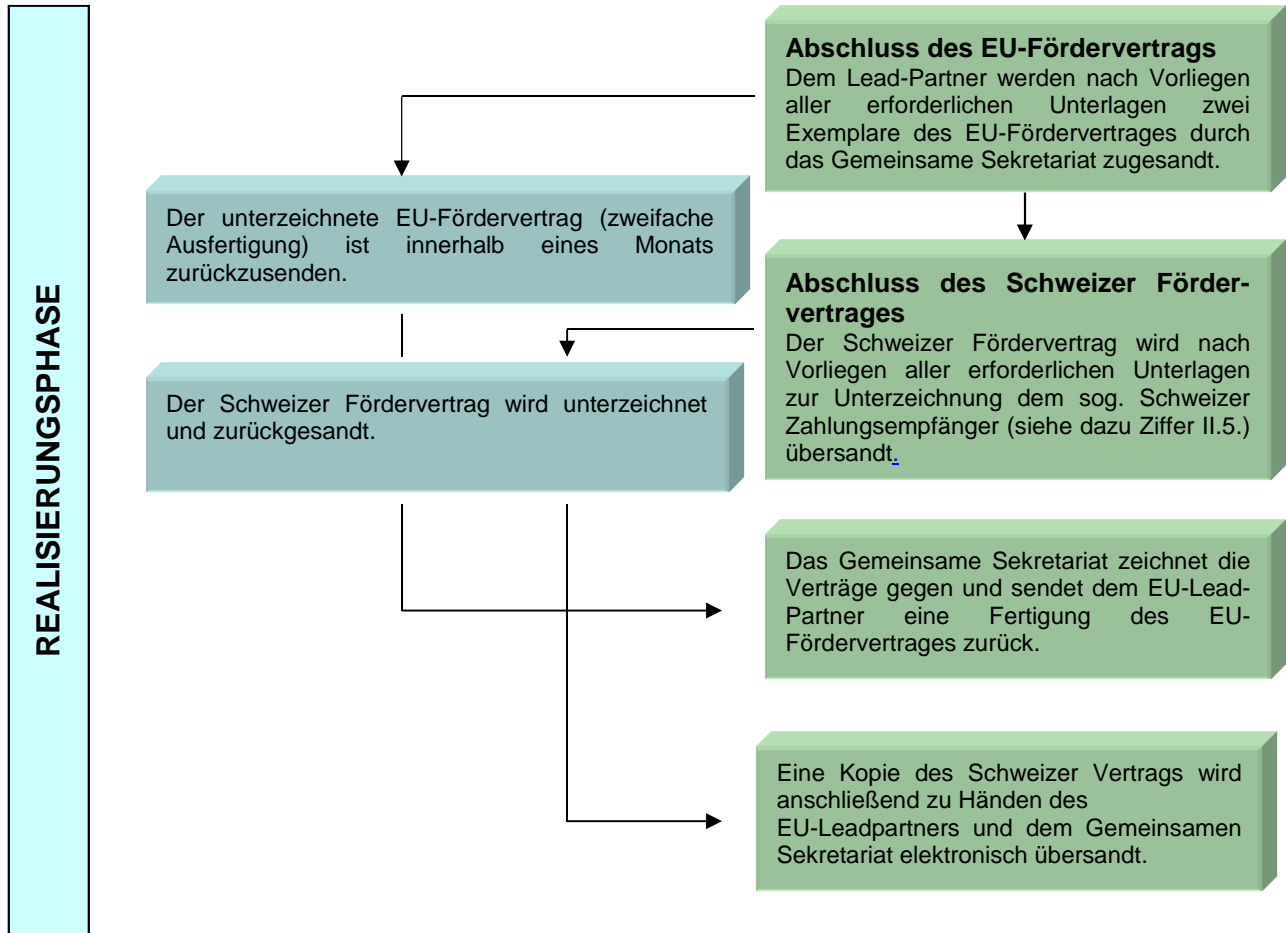 REALISIERUNGSPHASE
Abschluss des EU-Fördervertrags
Dem Lead-Partner werden nach Vorliegen
aller erforderlichen Unterlagen zwei
Exemplare des EU-Fördervertrages durch
das Gemeinsame Sekretariat zugesandt.
Der unterzeichnete EU-Fördervertrag (zweifache
Ausfertigung) ist innerhalb eines Monats
zurückzusenden.
Abschluss des Schweizer Förder-
vertrages
Der Schweizer Fördervertrag wird nach
Vorliegen aller erforderlichen Unterlagen
zur Unterzeichnung dem sog. Schweizer
Zahlungsempfänger (siehe dazu Ziffer II.5.)
übersandt.
Der Schweizer Fördervertrag wird unterzeichnet
und zurückgesandt.
Das Gemeinsame Sekretariat zeichnet die
Verträge gegen und sendet dem EU-Lead-
Partner eine Fertigung des EU-
Fördervertrages zurück.
Eine Kopie des Schweizer Vertrags wird
anschließend zu Händen des
EU-Leadpartners und dem Gemeinsamen
Sekretariat elektronisch übersandt.